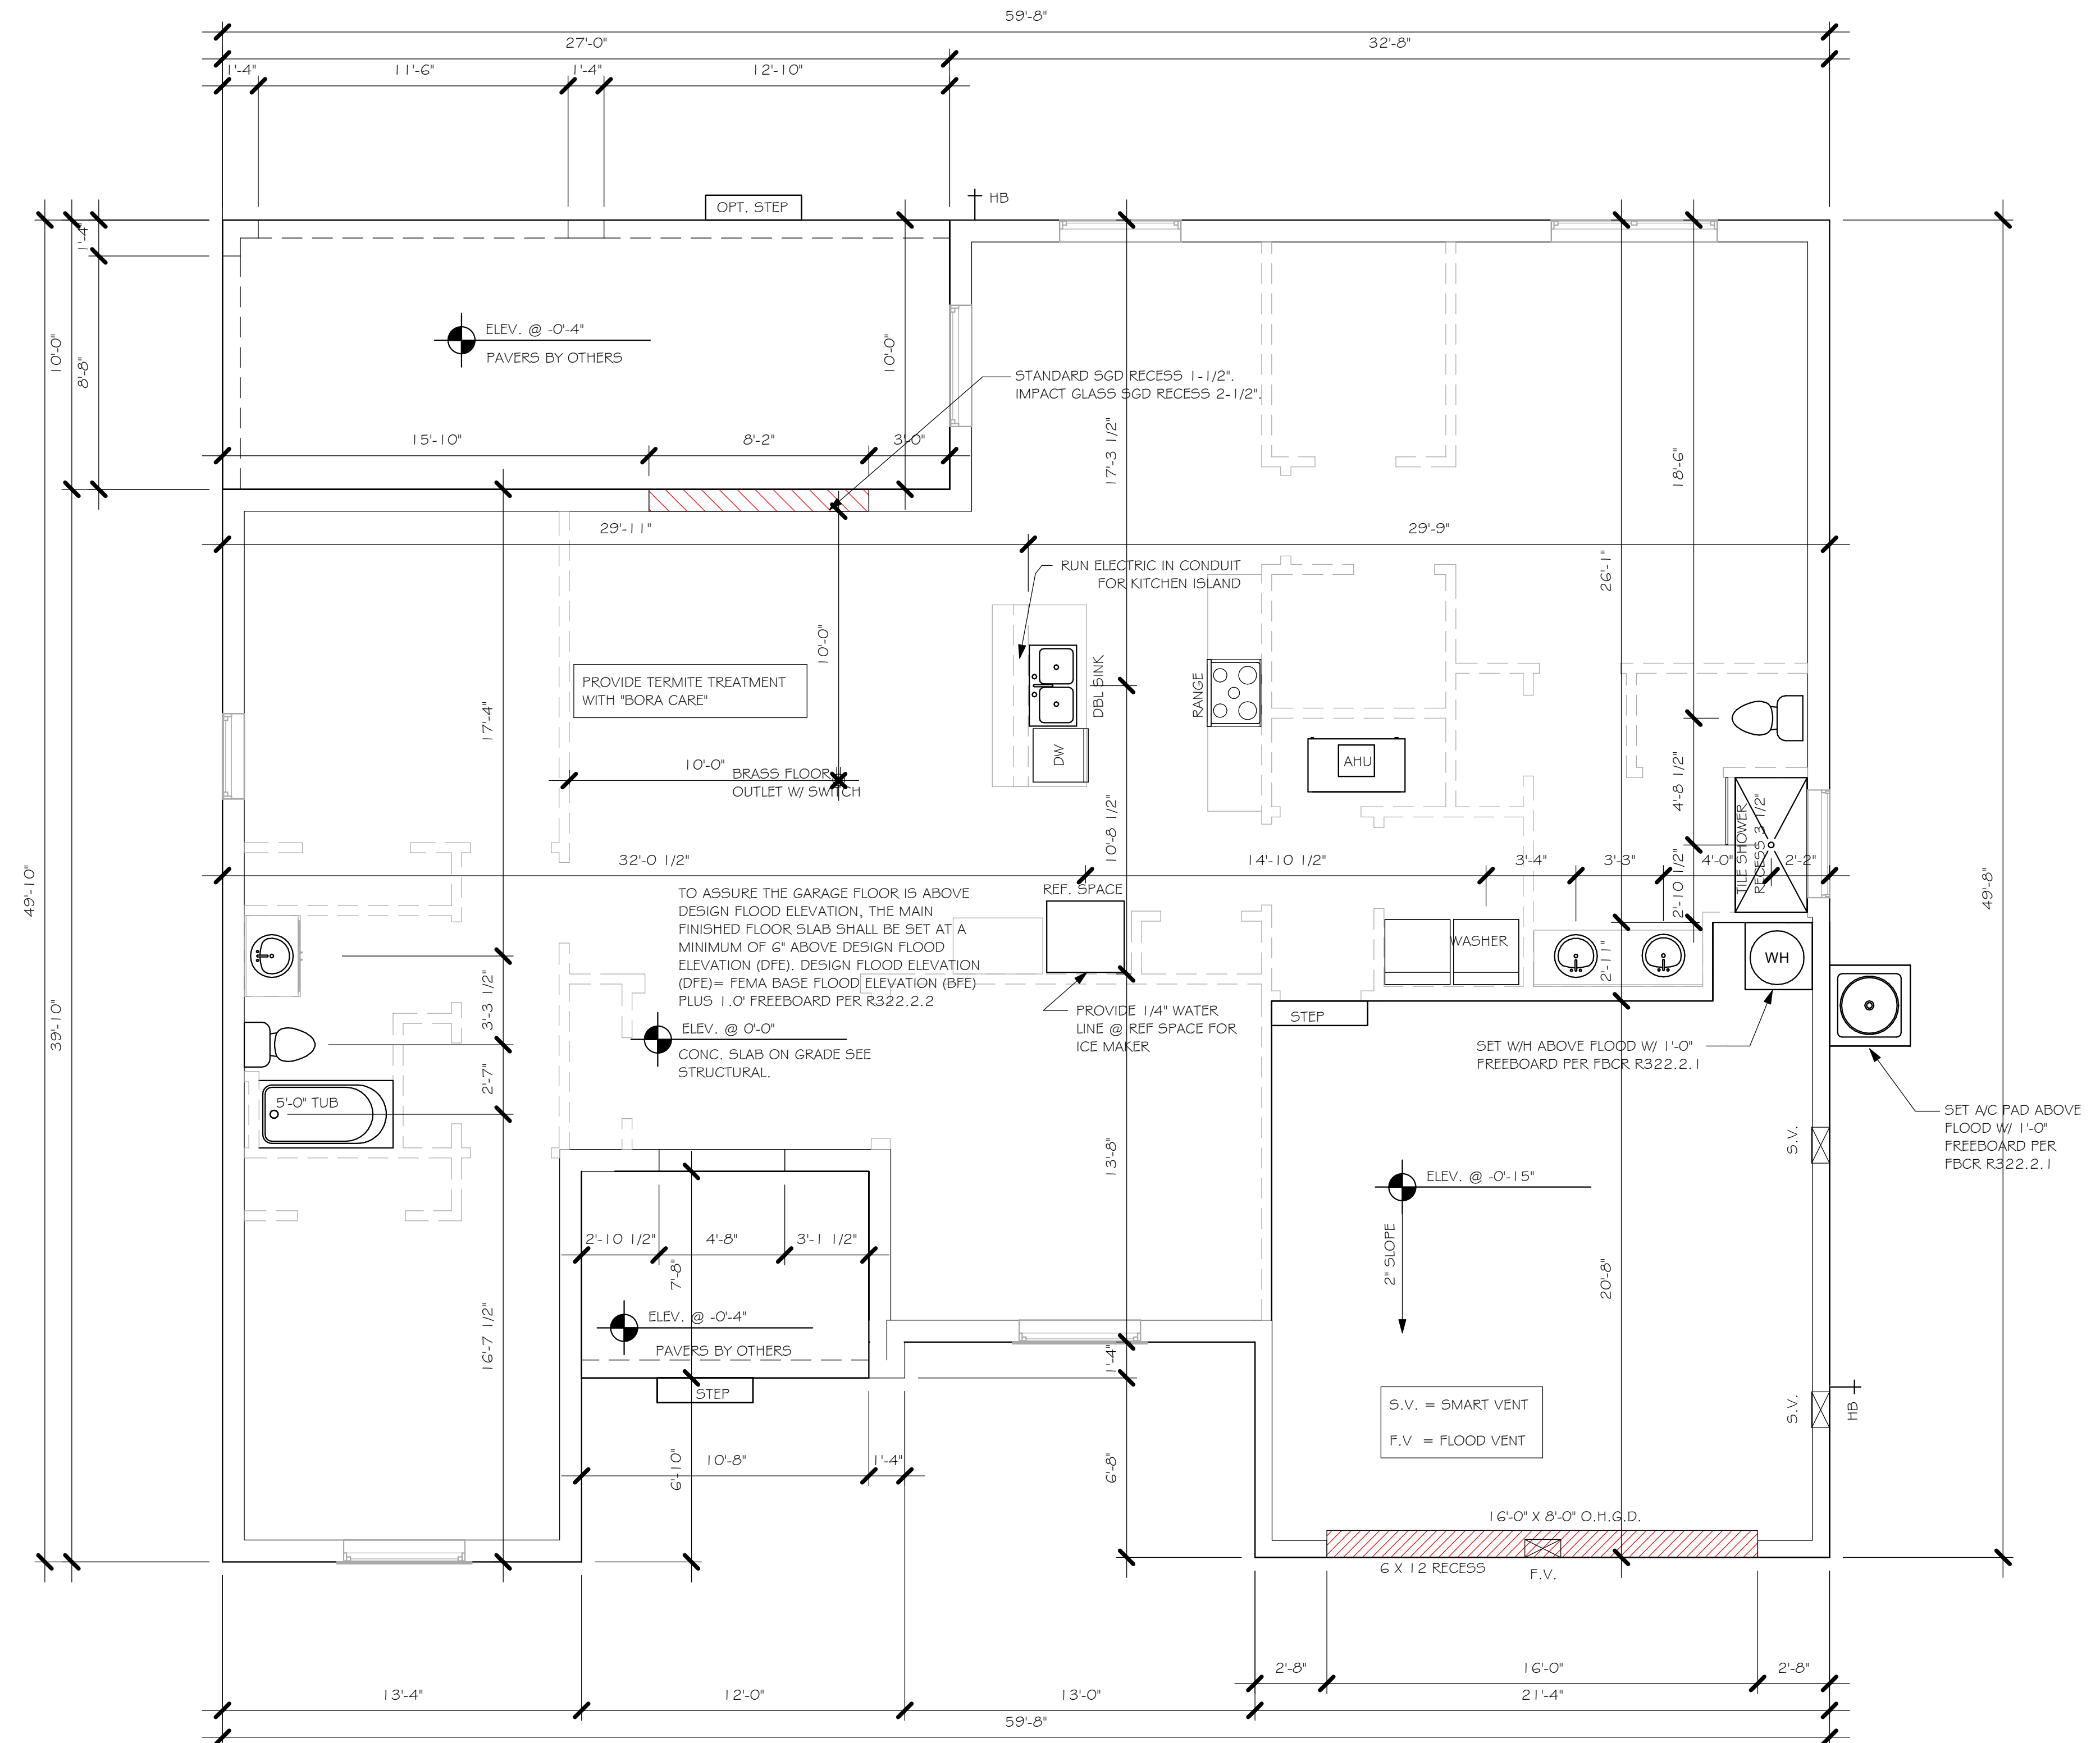 59'-8"
27'-0"
32'-8"
1'-4"
11'-6"
1'-4"
12'-10"
OPT. STEP
HB
1'-4"
10'-0"
8'-8"
49'-10"
39'-10"
ELEV. @ -0'-4"
PAVERS BY OTHERS
10'-0"
STANDARD SGD RECESS 1-1/2".
IMPACT GLASS SGD RECESS 2-1/2".
15'-10"
8'-2"
3'-0"
17'-3 1/2"
18'-6"
29'-11"
29'-9"
RUN ELECTRIC IN CONDUIT
FOR KITCHEN ISLAND
26'-1"
10'-0"
PROVIDE TERMITE TREATMENT
WITH "BORA CARE"
17'-4"
DBL SINK
RANGE
DW
AHU
10'-0"
BRASS FLOOR
OUTLET W/ SWITCH
4'-8 1/2"
TILE SHOWER
RECESS 3-1/2"
10'-8 1/2"
32'-0 1/2"
14'-10 1/2"
3'-4"
3'-3"
4'-0"
2'-2"
2'-10 1/2"
49'-8"
REF. SPACE
TO ASSURE THE GARAGE FLOOR IS ABOVE
DESIGN FLOOD ELEVATION, THE MAIN
FINISHED FLOOR SLAB SHALL BE SET AT A
MINIMUM OF 6" ABOVE DESIGN FLOOD
ELEVATION (DFE). DESIGN FLOOD ELEVATION
(DFE)= FEMA BASE FLOOD ELEVATION (BFE)
PLUS 1.0' FREEBOARD PER R322.2.2
WASHER
2'-11"
WH
3'-3 1/2"
PROVIDE 1/4" WATER
LINE @ REF SPACE FOR
ICE MAKER
STEP
ELEV. @ 0'-0"
CONC. SLAB ON GRADE SEE
STRUCTURAL.
SET W/H ABOVE FLOOD W/ 1'-0"
FREEBOARD PER FBCR R322.2.1
2'-7"
5'-0" TUB
SET A/C PAD ABOVE
FLOOD W/ 1'-0"
FREEBOARD PER
FBCR R322.2.1
S.V.
13'-8"
ELEV. @ -0'-15"
2" SLOPE
20'-8"
2'-10 1/2"
4'-8"
3'-1 1/2"
7'-8"
ELEV. @ -0'-4"
PAVERS BY OTHERS
16'-7 1/2"
1'-4"
STEP
S.V. = SMART VENT
F.V = FLOOD VENT
S.V.
HB
6'-10"
10'-8"
1'-4"
6'-8"
16'-0" X 8'-0" O.H.G.D.
6 X 12 RECESS
F.V.
2'-8"
16'-0"
2'-8"
13'-4"
12'-0"
13'-0"
21'-4"
59'-8"